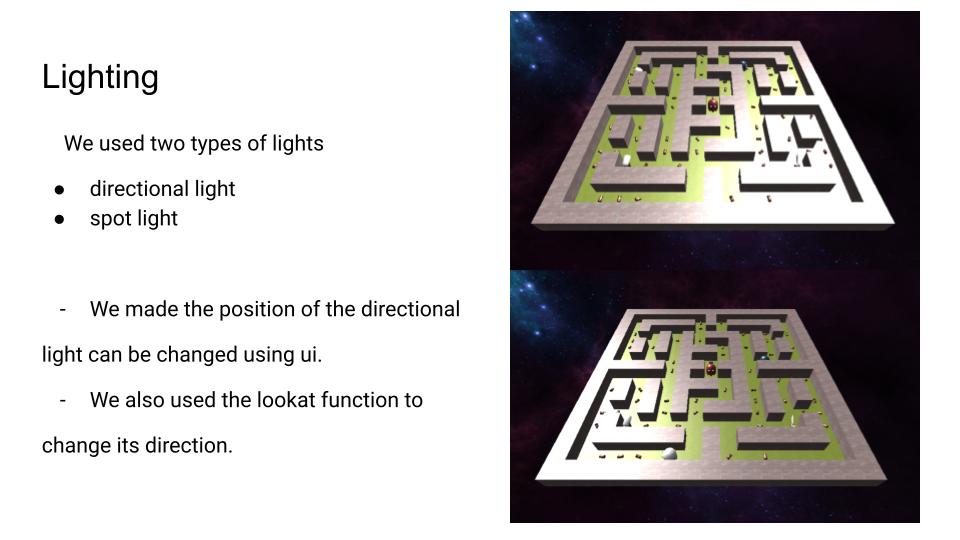 Lighting
We used two types of lights
● directional light
● spot light
- We made the position of the directional
light can be changed using ui.
- We also used the lookat function to
change its direction.